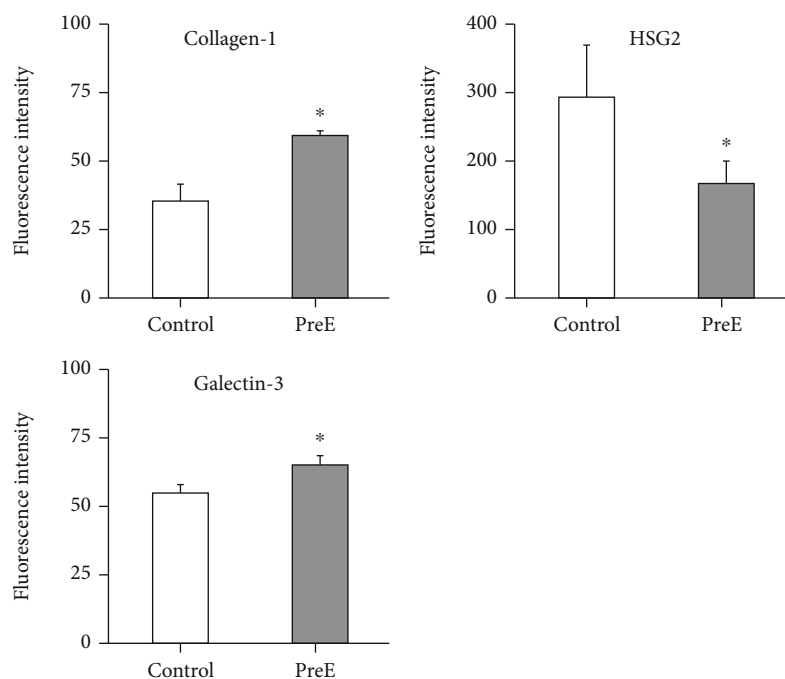 Collagen-1
Fluorescence intensity
100
75
50
25
0
*
Control PreE
HSG2
Fluorescence intensity
400
300
200
100
0
*
Control PreE
Galectin-3
Fluorescence intensity
100
75
50
25
0
*
Control PreE